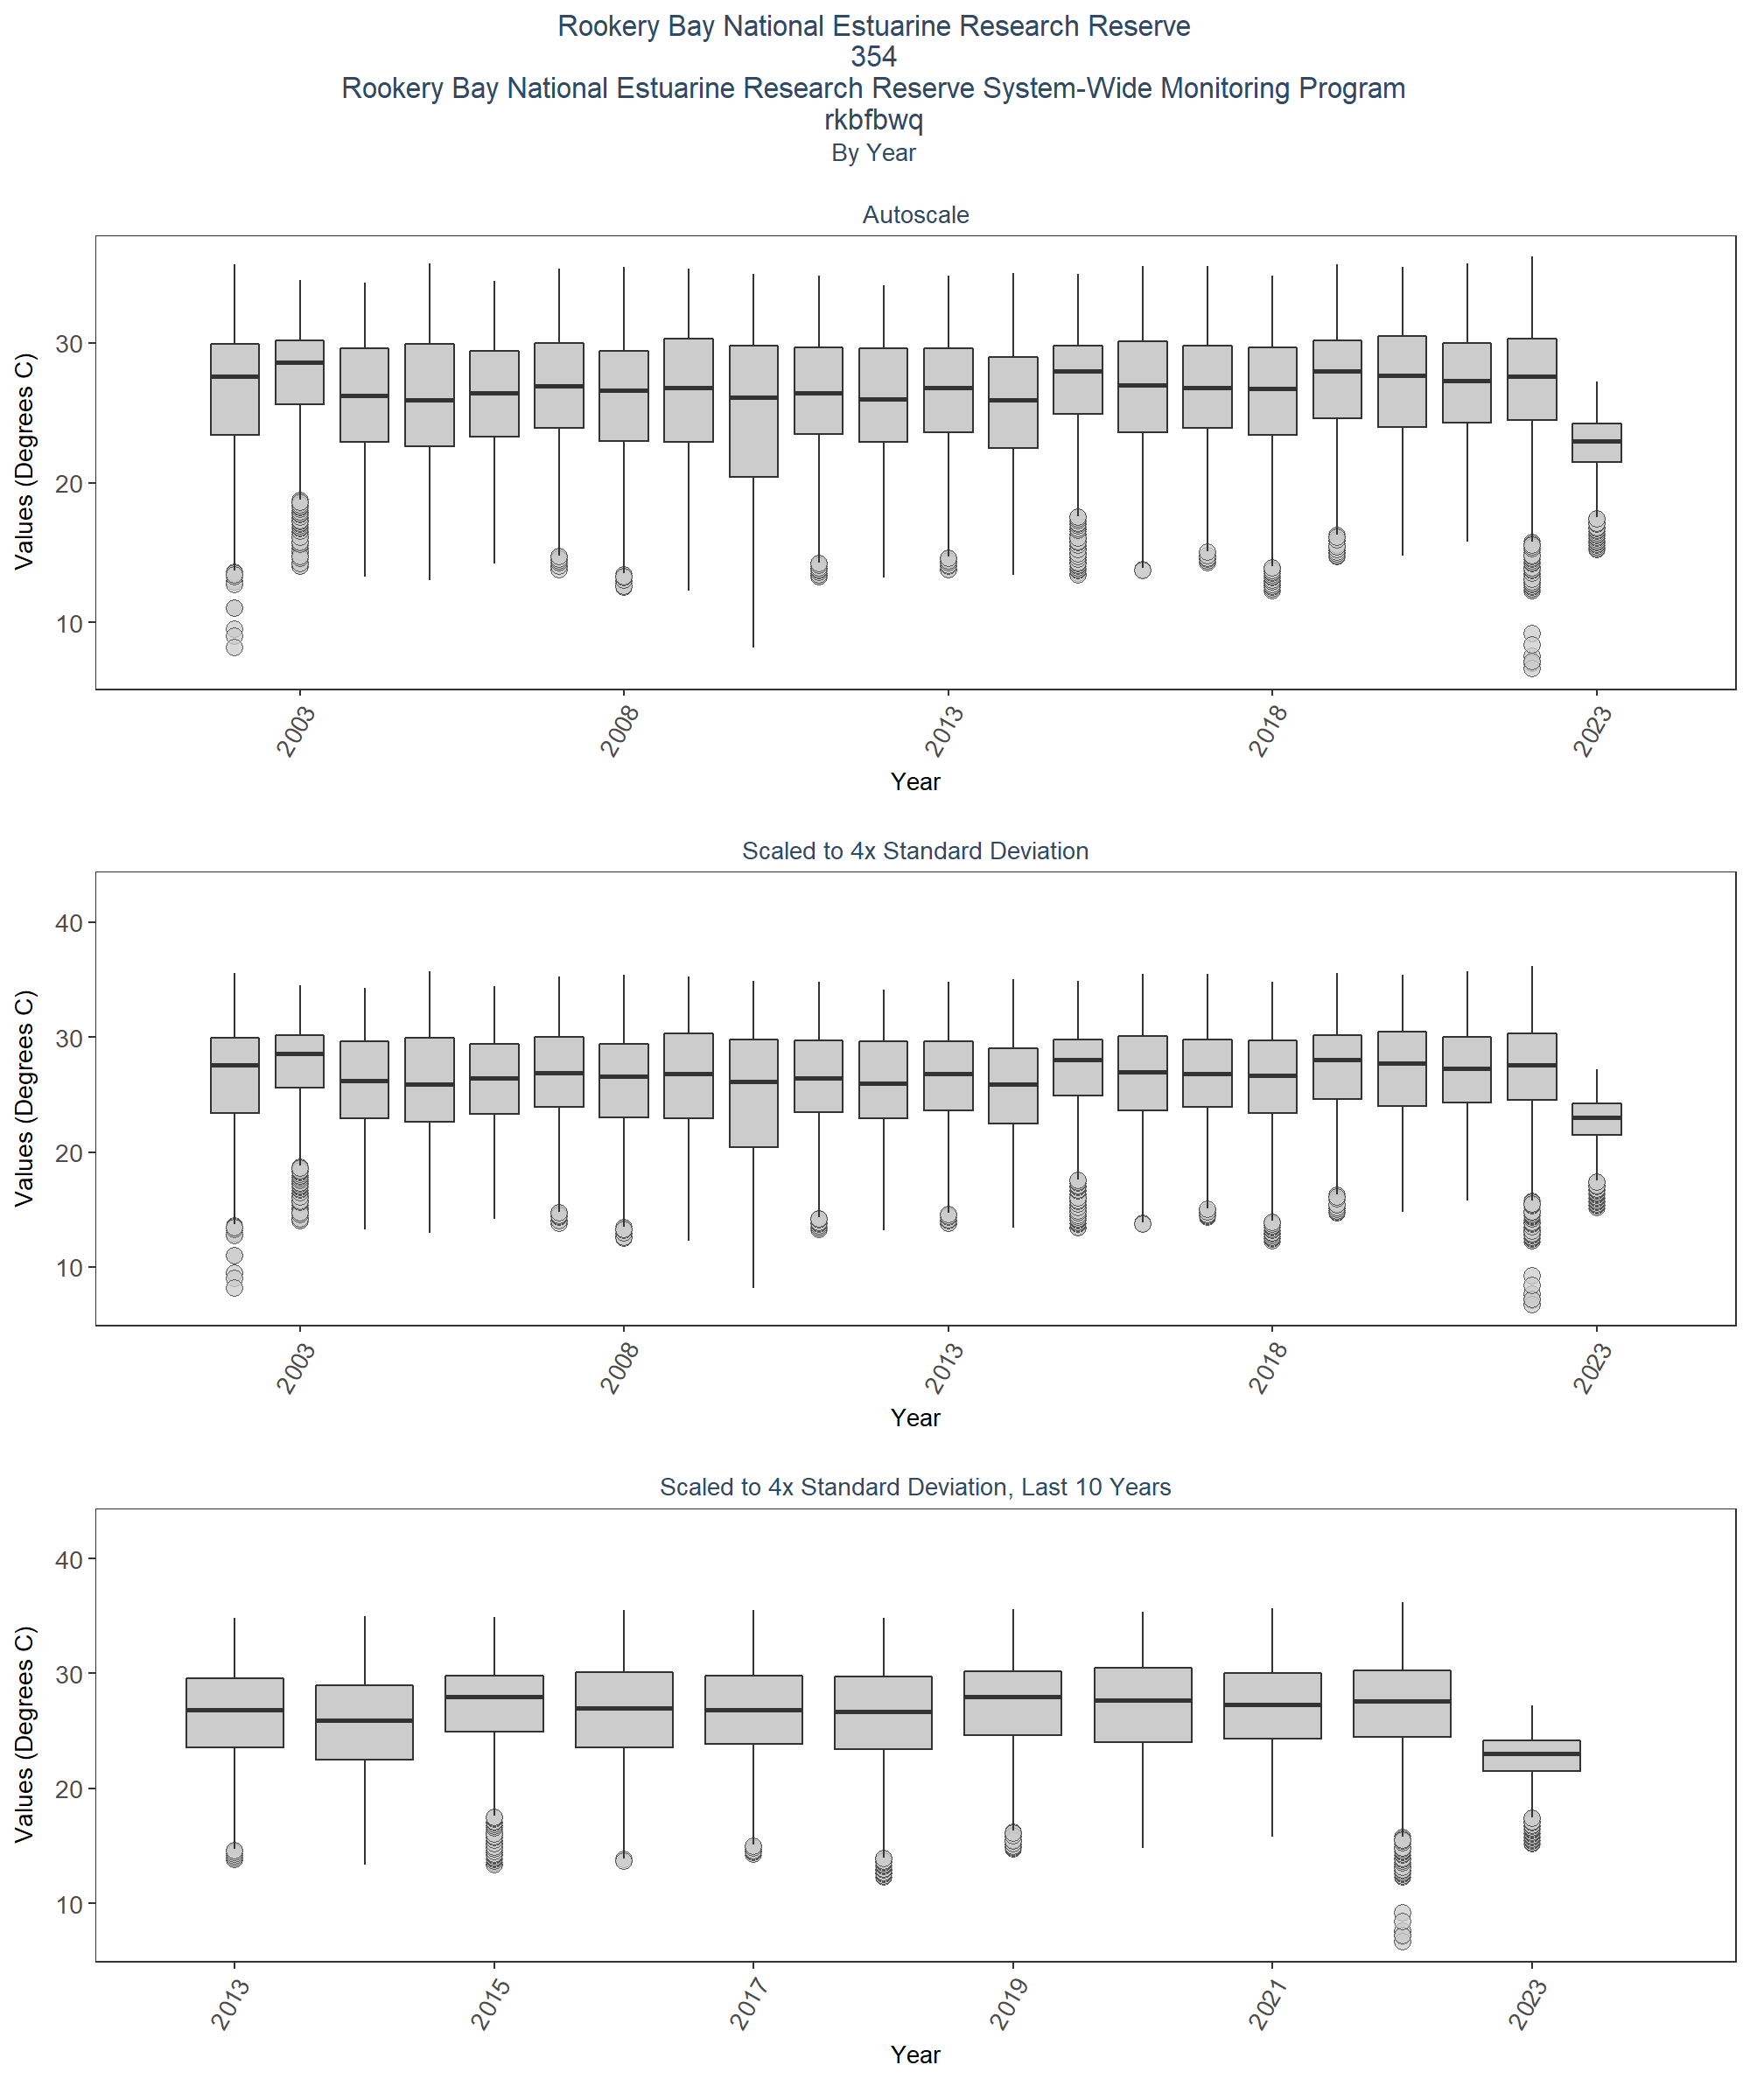 Rookery Bay National Estuarine Research Reserve
354
Rookery Bay National Estuarine Research Reserve System-Wide Monitoring Program
rkbfbwq
By Year
Autoscale
Values (Degrees C)
30
20
10
2003 2008 2013 2018 2023
Year
Scaled to 4x Standard Deviation
Values (Degrees C)
40
30
20
10
2003 2008 2013 2018 2023
Year
Scaled to 4x Standard Deviation, Last 10 Years
Values (Degrees C)
40
30
20
10
2013 2015 2017 2019 2021 2023
Year